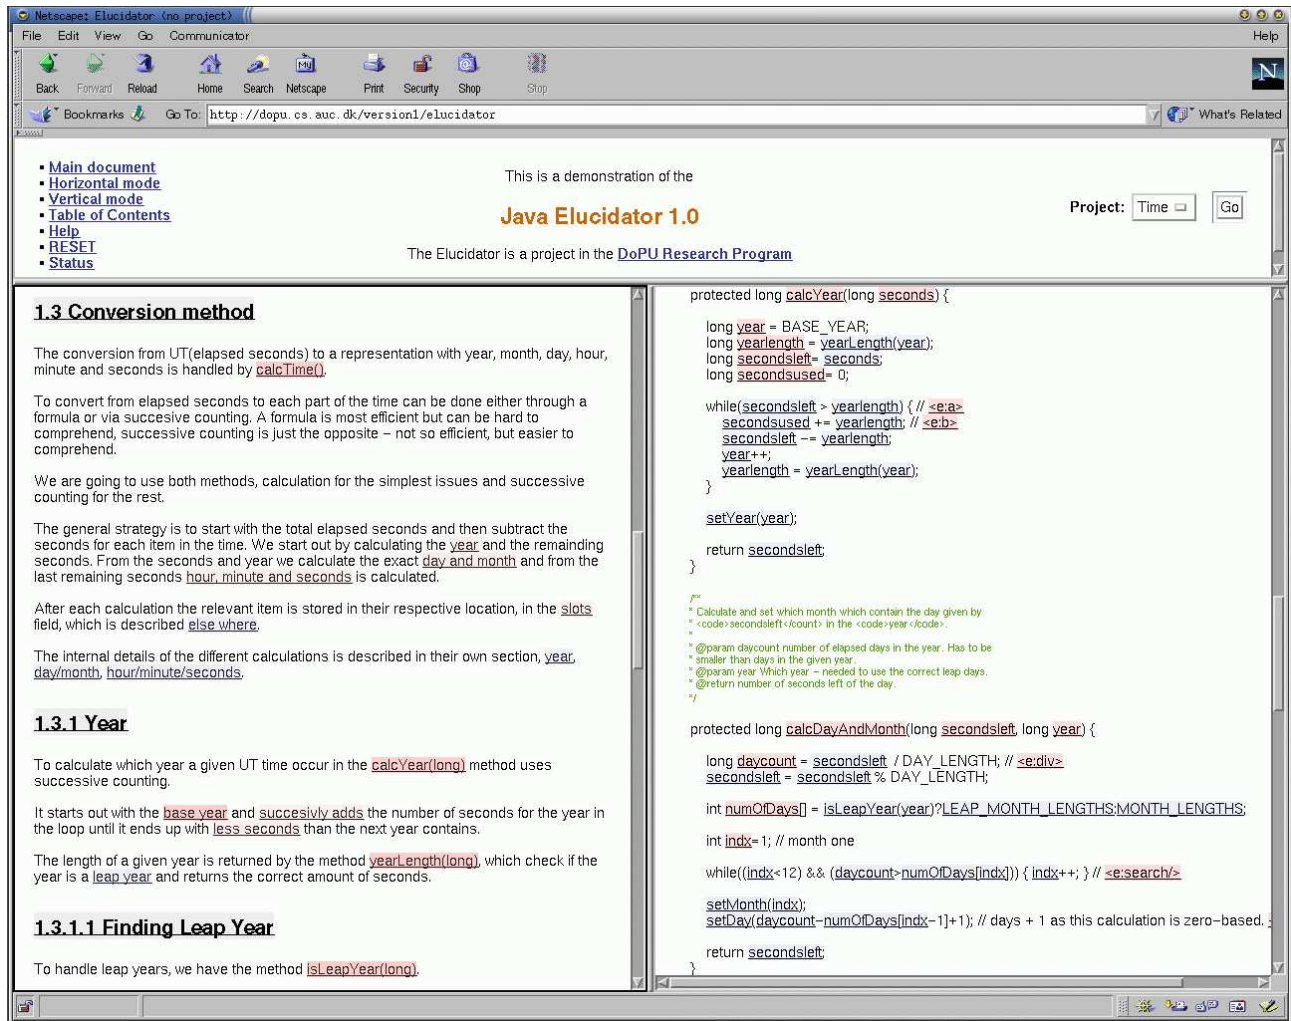 Netscape: Elucidator (no project)
File Edit View Go Communicator Help
Back Forward Reload Home Search Netscape Print Security Shop Stop
My
N
Bookmarks Go To: http://dopu.cs.auc.dk/version1/elucidator What's Related
Main document
Horizontal mode
Vertical mode
Table of Contents
Help
RESET
Status
This is a demonstration of the
Java Elucidator 1.0
The Elucidator is a project in the DoPU Research Program
Project: Time Go
1.3 Conversion method
The conversion from UT(elapsed seconds) to a representation with year, month, day, hour,
minute and seconds is handled by calcTime().
To convert from elapsed seconds to each part of the time can be done either through a
formula or via succesive counting. A formula is most efficient but can be hard to
comprehend, successive counting is just the opposite – not so efficient, but easier to
comprehend.
We are going to use both methods, calculation for the simplest issues and successive
counting for the rest.
The general strategy is to start with the total elapsed seconds and then subtract the
seconds for each item in the time. We start out by calculating the year and the remainding
seconds. From the seconds and year we calculate the exact day and month and from the
last remaining seconds hour, minute and seconds is calculated.
After each calculation the relevant item is stored in their respective location, in the slots
field, which is described else where.
The internal details of the different calculations is described in their own section, year,
day/month, hour/minute/seconds.
1.3.1 Year
To calculate which year a given UT time occur in the calcYear(long) method uses
successive counting.
It starts out with the base year and succesivly adds the number of seconds for the year in
the loop until it ends up with less seconds than the next year contains.
The length of a given year is returned by the method yearLength(long), which check if the
year is a leap year and returns the correct amount of seconds.
1.3.1.1 Finding Leap Year
To handle leap years, we have the method isLeapYear(long).
protected long calcYear(long seconds) {
long year = BASE_YEAR;
long yearlength = yearLength(year);
long secondsleft= seconds;
long secondsused= 0;
while(secondsleft > yearlength) { // <e:a>
secondsused += yearlength; // <e:b>
secondsleft -= yearlength;
year++;
yearlength = yearLength(year);
}
setYear(year);
return secondsleft;
}
/**
* Calculate and set which month which contain the day given by
* <code>secondsleft</count> in the <code>year</code>.
*
* @param daycount number of elapsed days in the year. Has to be
* smaller than days in the given year.
* @param year Which year – needed to use the correct leap days.
* @return number of seconds left of the day.
*/
protected long calcDayAndMonth(long secondsleft, long year) {
long daycount = secondsleft / DAY_LENGTH; // <e:div>
secondsleft = secondsleft % DAY_LENGTH;
int numOfDays[] = isLeapYear(year)?LEAP_MONTH_LENGTHS:MONTH_LENGTHS;
int indx=1; // month one
while((indx<12) && (daycount>numOfDays[indx])) { indx++; } // <e:search/>
setMonth(indx);
setDay(daycount-numOfDays[indx-1]+1); // days + 1 as this calculation is zero-based.
return secondsleft;
}